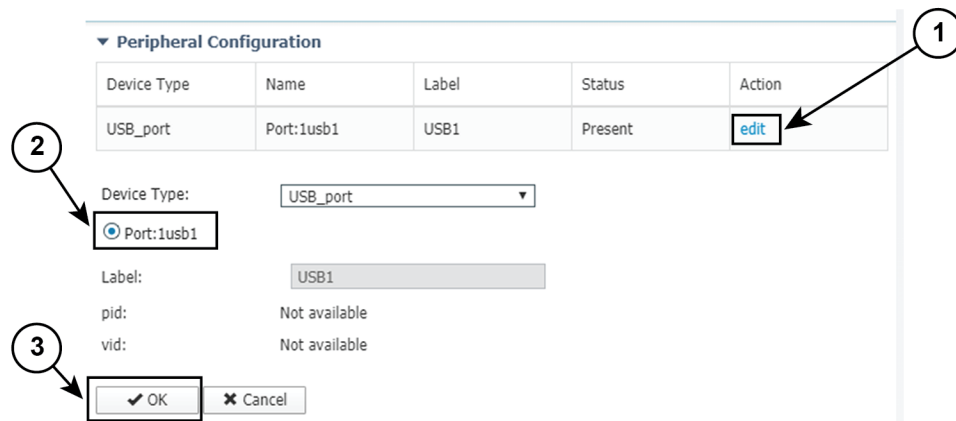 1
Peripheral Configuration
Device Type Name Label Status Action
USB_port Port:1usb1 USB1 Present edit
2
Device Type: USB_port
Port:1usb1
Label: USB1
pid: Not available
vid: Not available
3
OK Cancel